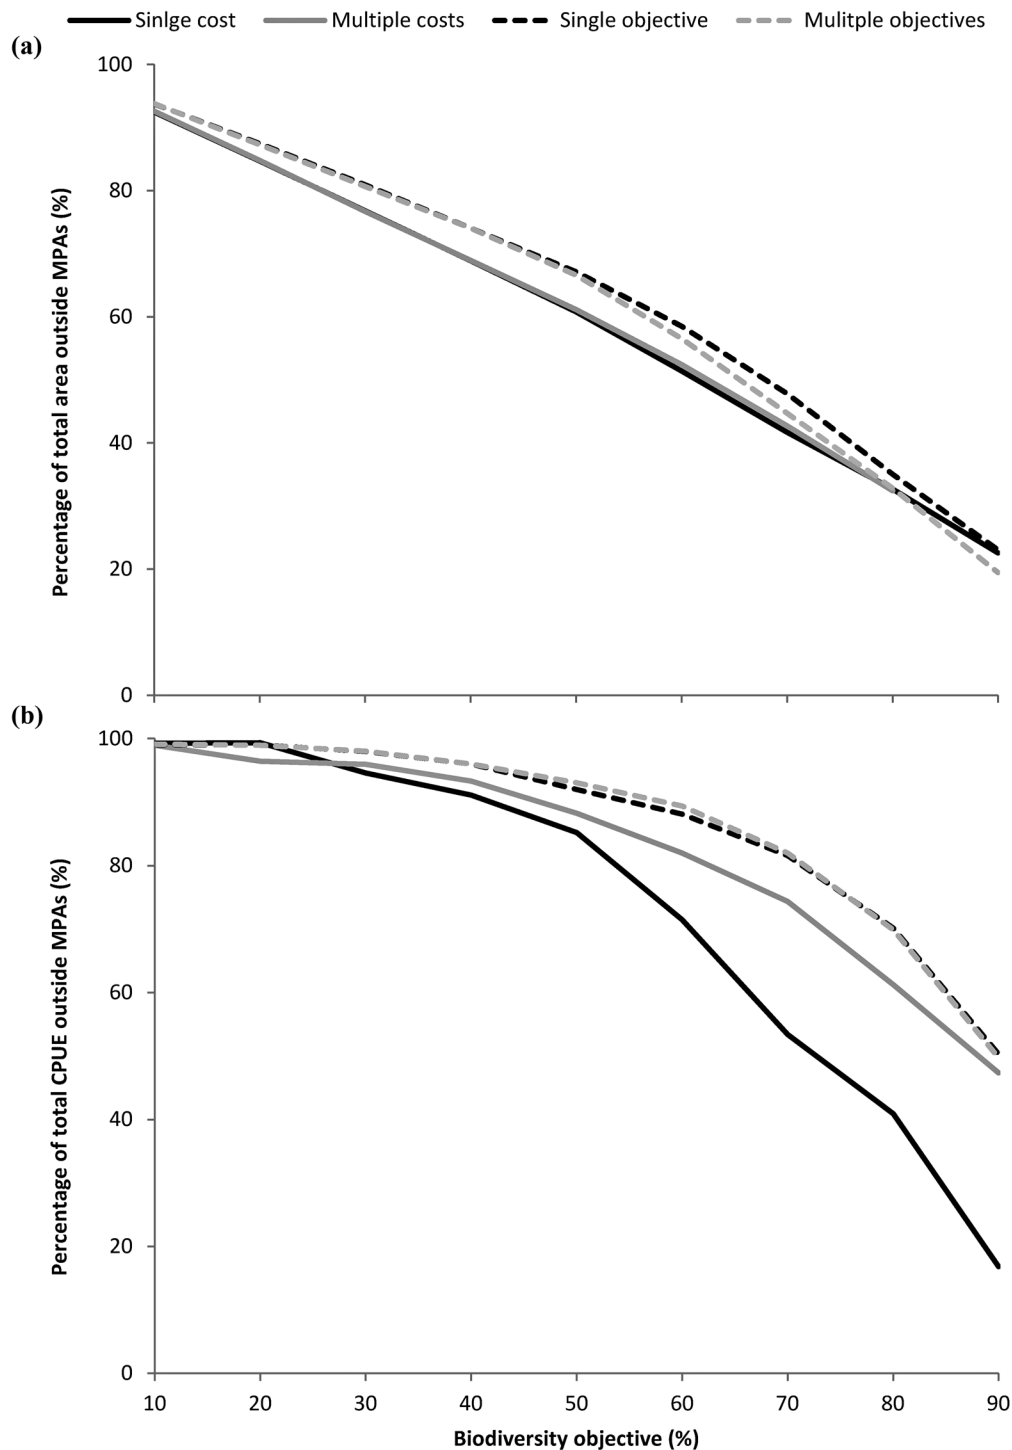 Sinlge cost Multiple costs Single objective Mulitple objectives
(a)
100
80
60
40
20
0
Percentage of total area outside MPAs (%)
(b)
100
80
60
40
20
0
Percentage of total CPUE outside MPAs (%)
10 20 30 40 50 60 70 80 90
Biodiversity objective (%)